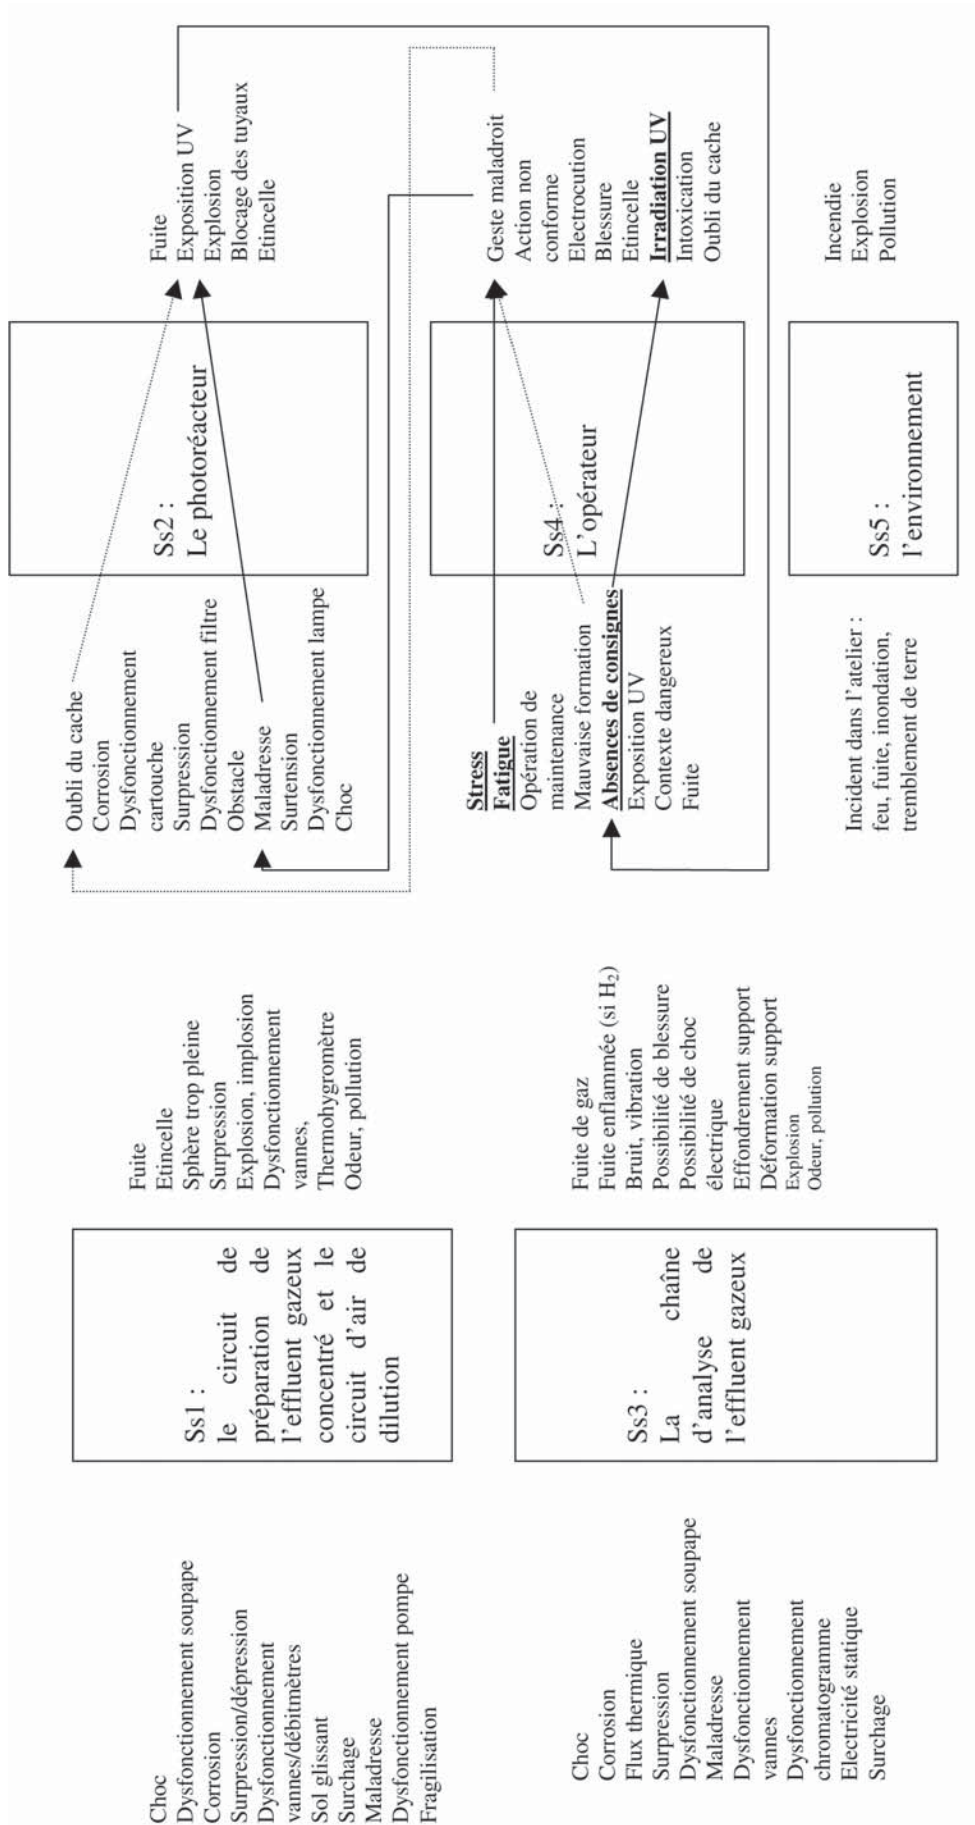 Choc
Dysfonctionnement soupape
Corrosion
Surpression/dépression
Dysfonctionnement
vannes/débitmètres
Sol glissant
Surchage
Maladresse
Dysfonctionnement pompe
Fragilisation
Ss1 :
le circuit de
préparation de
l'effluent gazeux
concentré et le
circuit d'air de
dilution
Fuite
Etincelle
Sphère trop pleine
Surpression
Explosion, implosion
Dysfonctionnement
vannes,
Thermohygromètre
Odeur, pollution
Oubli du cache
Corrosion
Dysfonctionnement
cartouche
Surpression
Dysfonctionnement filtre
Obstacle
Maladresse
Surtension
Dysfonctionnement lampe
Choc
Ss2 :
Le photoréacteur
Fuite
Exposition UV
Explosion
Blocage des tuyaux
Etincelle
Choc
Corrosion
Flux thermique
Surpression
Dysfonctionnement soupape
Maladresse
Dysfonctionnement
vannes
Dysfonctionnement
chromatogramme
Electricité statique
Surchage
Ss3 :
La chaîne
d'analyse de
l'effluent gazeux
Fuite de gaz
Fuite enflammée (si H₂)
Bruit, vibration
Possibilité de blessure
Possibilité de choc
électrique
Effondrement support
Déformation support
Explosion
Odeur, pollution
Stress
Fatigue
Opération de
maintenance
Mauvaise formation
Absences de consignes
Exposition UV
Contexte dangereux
Fuite
Ss4 :
L'opérateur
Geste maladroit
Action non
conforme
Electrocution
Blessure
Etincelle
Irradiation UV
Intoxication
Oubli du cache
Incident dans l'atelier :
feu, fuite, inondation,
tremblement de terre
Ss5 :
l'environnement
Incendie
Explosion
Pollution